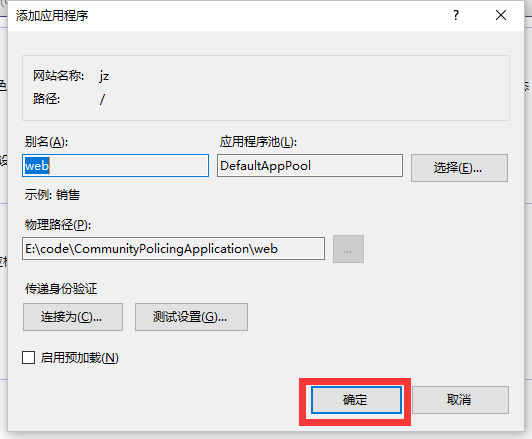 添加应用程序
网站名称: jz
路径: /
别名(A): 应用程序池(L):
web DefaultAppPool 选择(E)...
示例: 销售
物理路径(P):
E:\code\CommunityPolicingApplication\web ...
传递身份验证
连接为(C)... 测试设置(G)...
启用预加载(N)
确定 取消